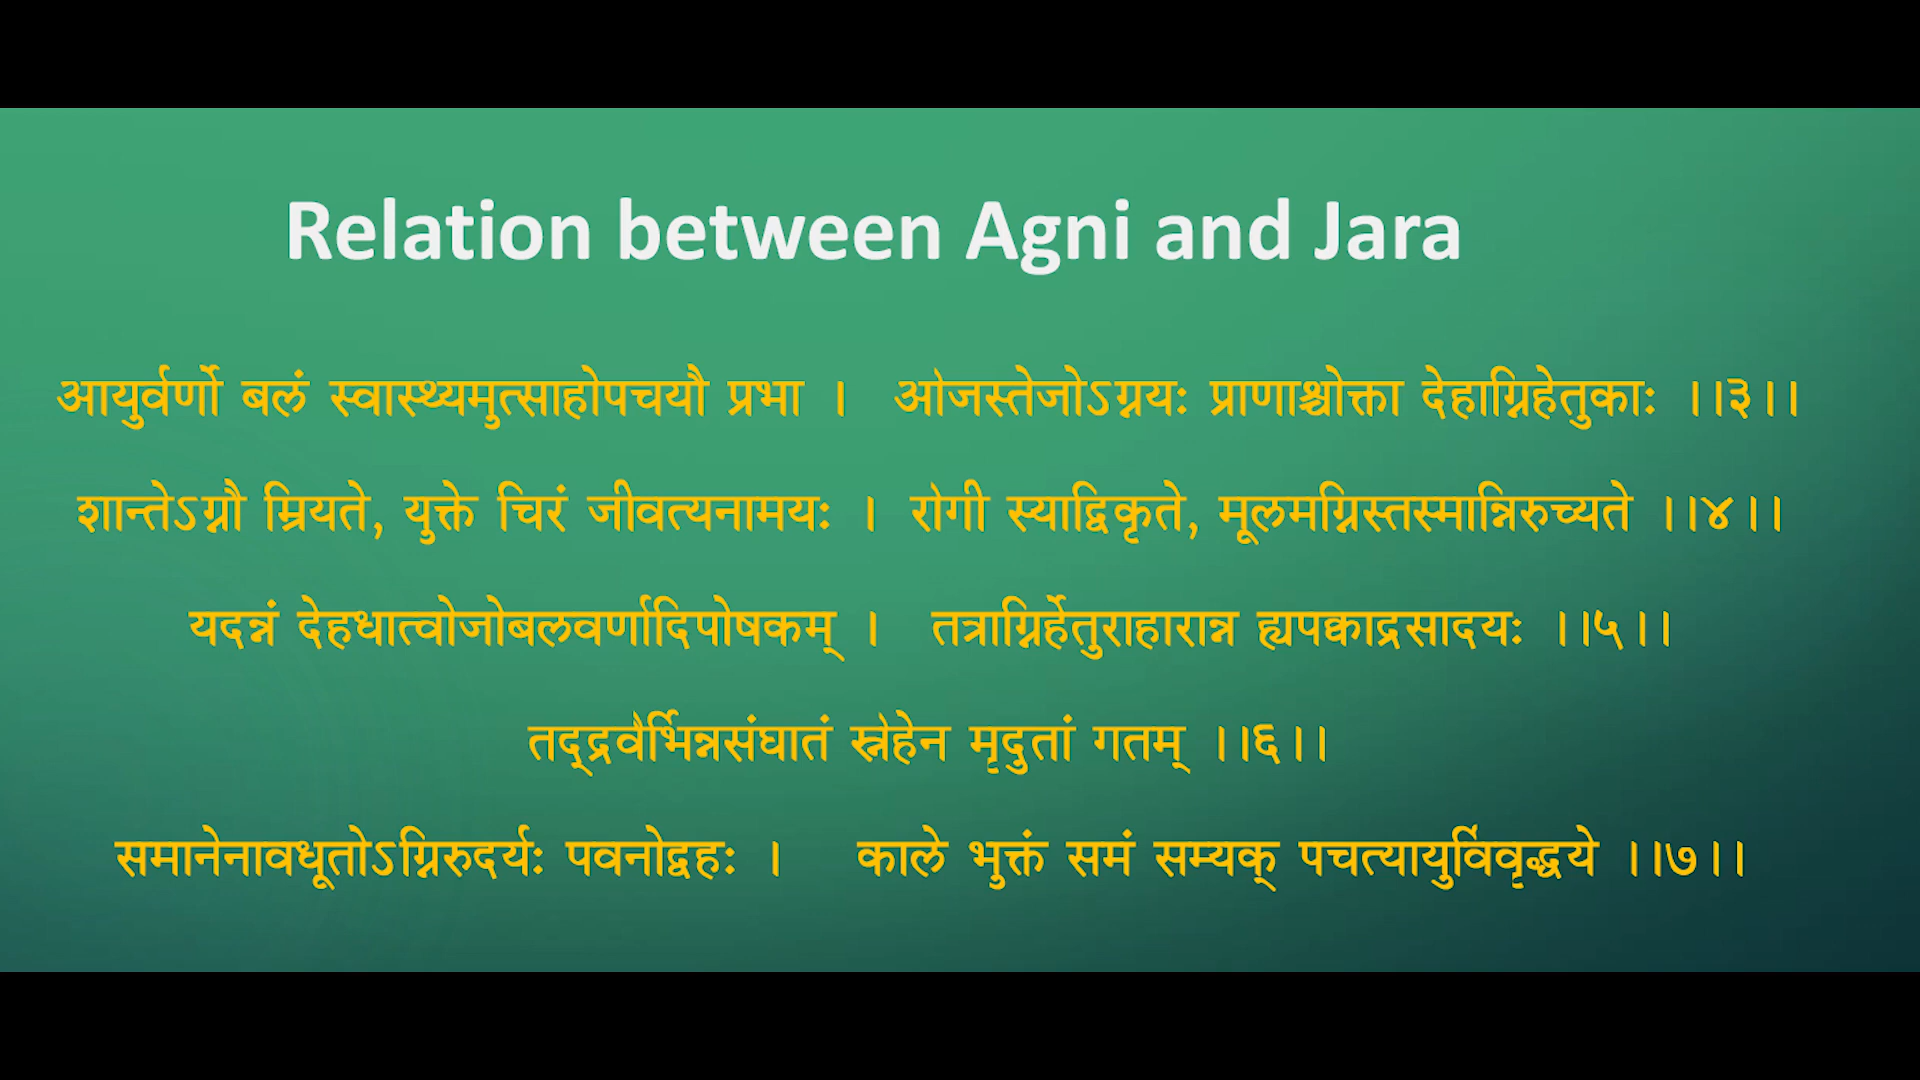 Relation between Agni and Jara
आयुर्वर्णो बलं स्वास्थ्यमुत्साहोपचयौ प्रभा । ओजस्तेजोऽग्नयः प्राणाश्चोक्ता देहाग्निहेतुकाः ।।३।।
शान्तेऽग्नौ म्रियते, युक्ते चिरं जीवत्यनामयः । रोगी स्याद्विकृते, मूलमग्निस्तस्मान्निरुच्यते ।।४।।
यदन्नं देहधात्वोजोबलवर्णादिपोषकम् । तत्राग्निर्हेतुराहारान्न ह्यपक्वाद्रसादयः ।।५।।
तद्द्रवैर्भिन्नसंघातं स्नेहेन मृदुतां गतम् ।।६।।
समानेनावधूतोऽग्निरुदर्यः पवनोद्वहः । काले भुक्तं समं सम्यक् पचत्यायुर्विवृद्धये ।।७।।